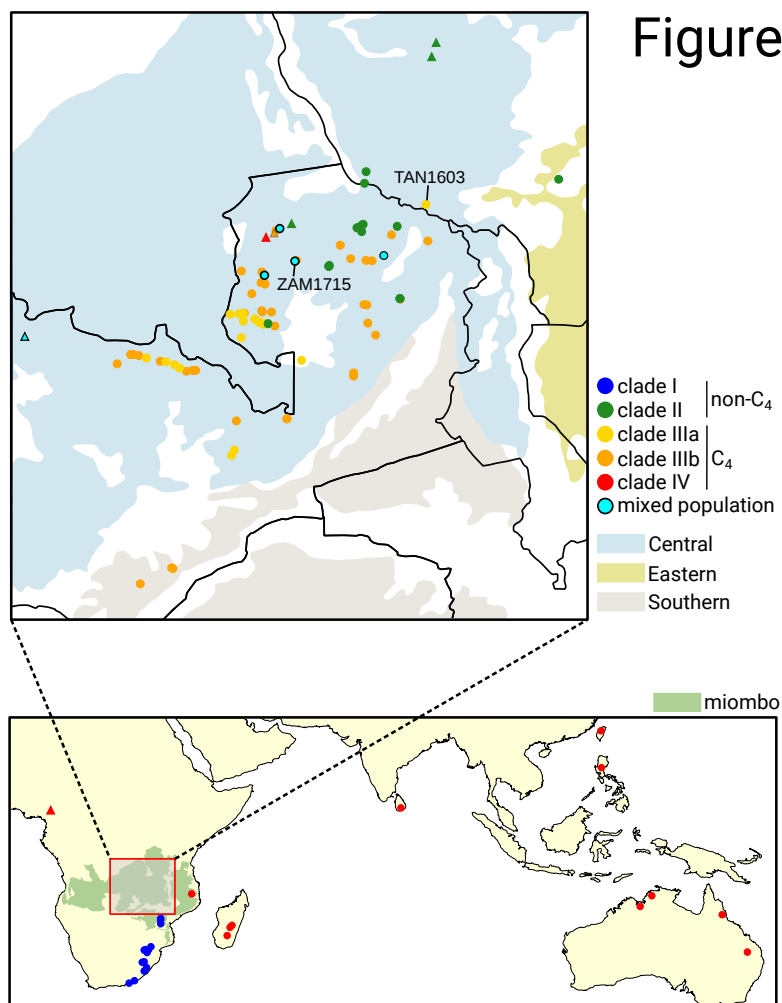 Figure
TAN1603
ZAM1715
clade I
clade II
non-C₄
clade IIIa
clade IIIb
C₄
clade IV
mixed population
Central
Eastern
Southern
miombo